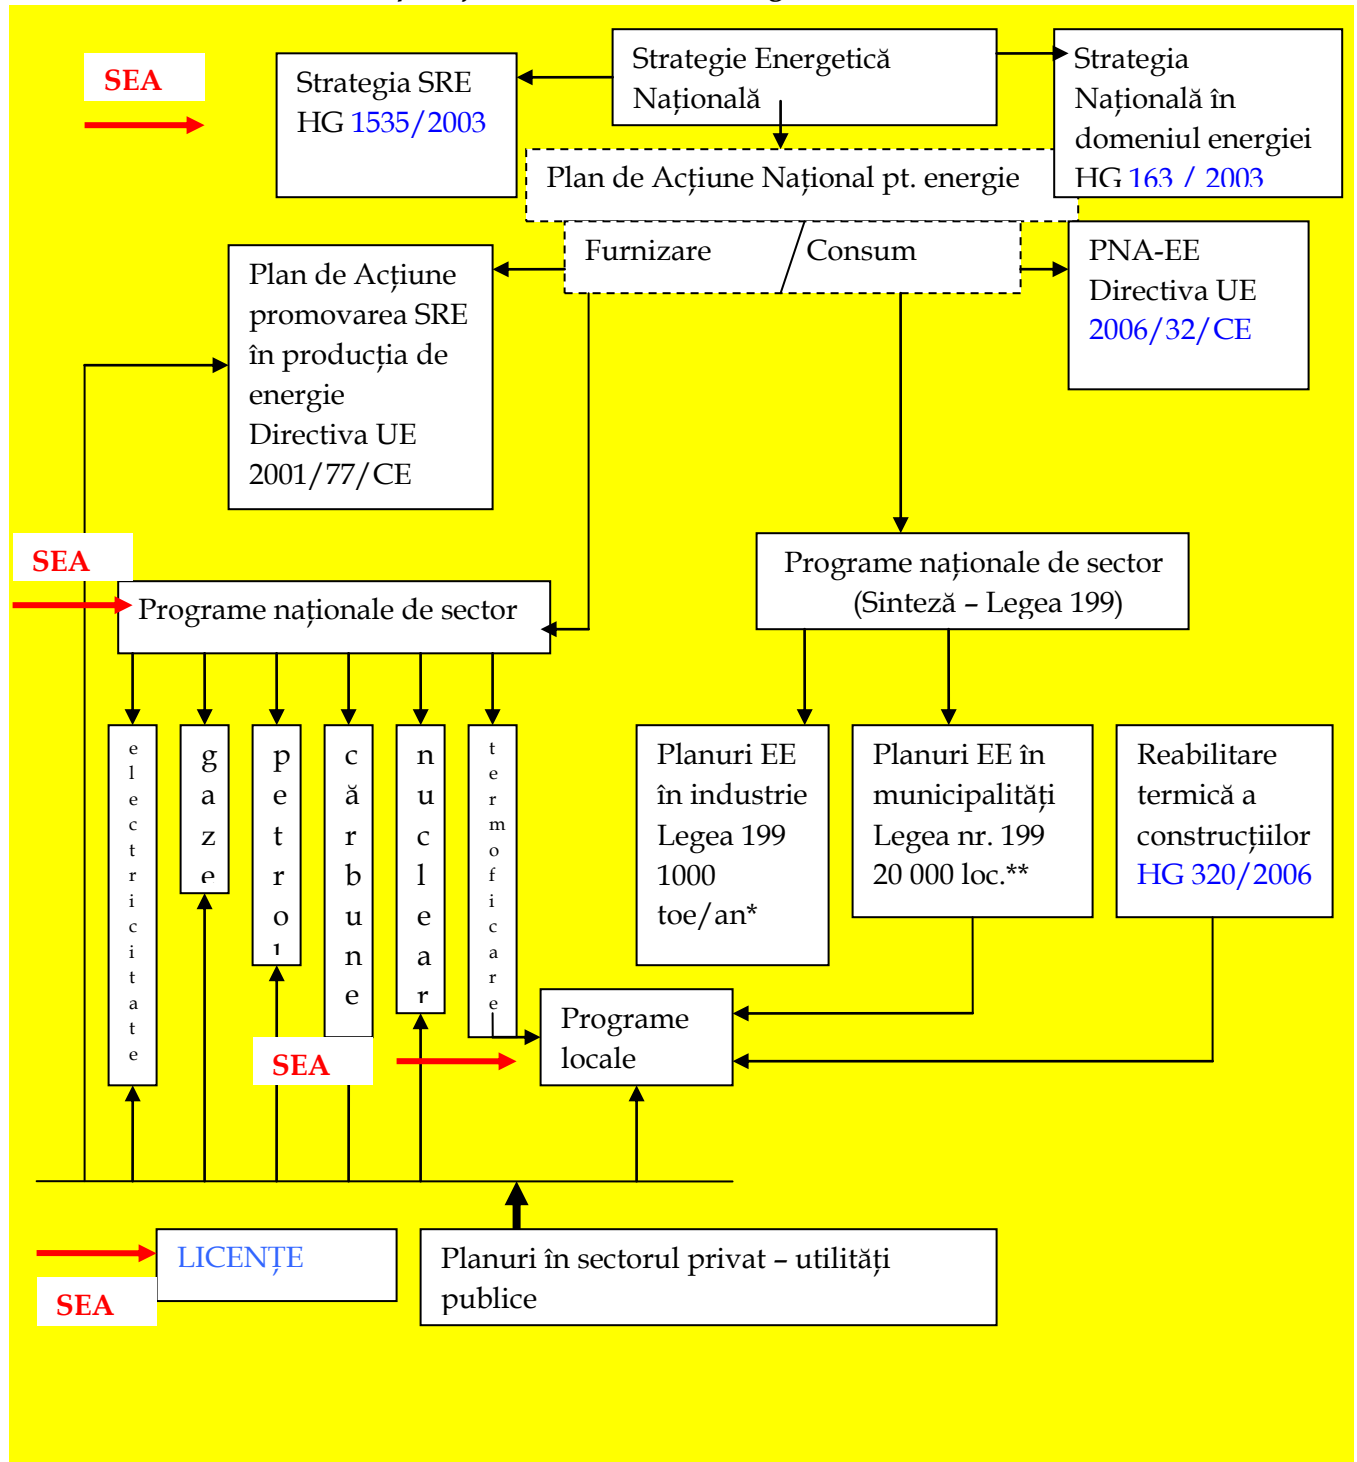 SEA
Strategia SRE
HG 1535/2003
Strategie Energetică
Națională
Strategia
Națională în
domeniul energiei
HG 163 / 2003
Plan de Acțiune Național pt. energie
Furnizare
Consum
Plan de Acțiune
promovarea SRE
în producția de
energie
Directiva UE
2001/77/CE
PNA-EE
Directiva UE
2006/32/CE
SEA
Programe naționale de sector
Programe naționale de sector
(Sinteză – Legea 199)
electricitate
gaze
petrol
cărbune
nuclear
termoficare
Planuri EE
în industrie
Legea 199
1000
toe/an*
Planuri EE în
municipalități
Legea nr. 199
20 000 loc.**
Reabilitare
termică a
construcțiilor
HG 320/2006
SEA
Programe
locale
LICENȚE
SEA
Planuri în sectorul privat – utilități
publice